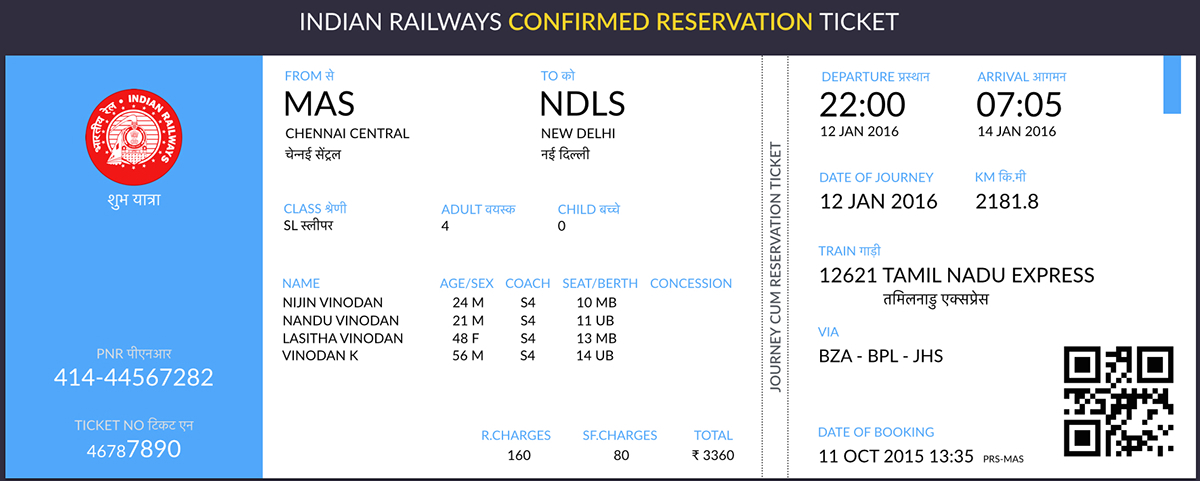 INDIAN RAILWAYS CONFIRMED RESERVATION TICKET
भारतीय रेल • INDIAN RAILWAYS
शुभ यात्रा
PNR पीएनआर
414-44567282
TICKET NO टिकट एन
46787890
FROM से
MAS
CHENNAI CENTRAL
चेन्नई सेंट्रल
TO को
NDLS
NEW DELHI
नई दिल्ली
CLASS श्रेणी ADULT वयस्क CHILD बच्चे
SL स्लीपर 4 0
NAME AGE/SEX COACH SEAT/BERTH CONCESSION
NIJIN VINODAN 24 M S4 10 MB
NANDU VINODAN 21 M S4 11 UB
LASITHA VINODAN 48 F S4 13 MB
VINODAN K 56 M S4 14 UB
R.CHARGES SF.CHARGES TOTAL
160 80 ₹ 3360
JOURNEY CUM RESERVATION TICKET
DEPARTURE प्रस्थान
22:00
12 JAN 2016
ARRIVAL आगमन
07:05
14 JAN 2016
DATE OF JOURNEY KM कि.मी
12 JAN 2016 2181.8
TRAIN गाड़ी
12621 TAMIL NADU EXPRESS
तमिलनाडु एक्सप्रेस
VIA
BZA - BPL - JHS
DATE OF BOOKING
11 OCT 2015 13:35 PRS-MAS